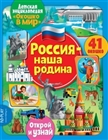 Детская энциклопедия
«Окошко в мир»
41 окошко
Россия
наша
родина
Открой
и узнай